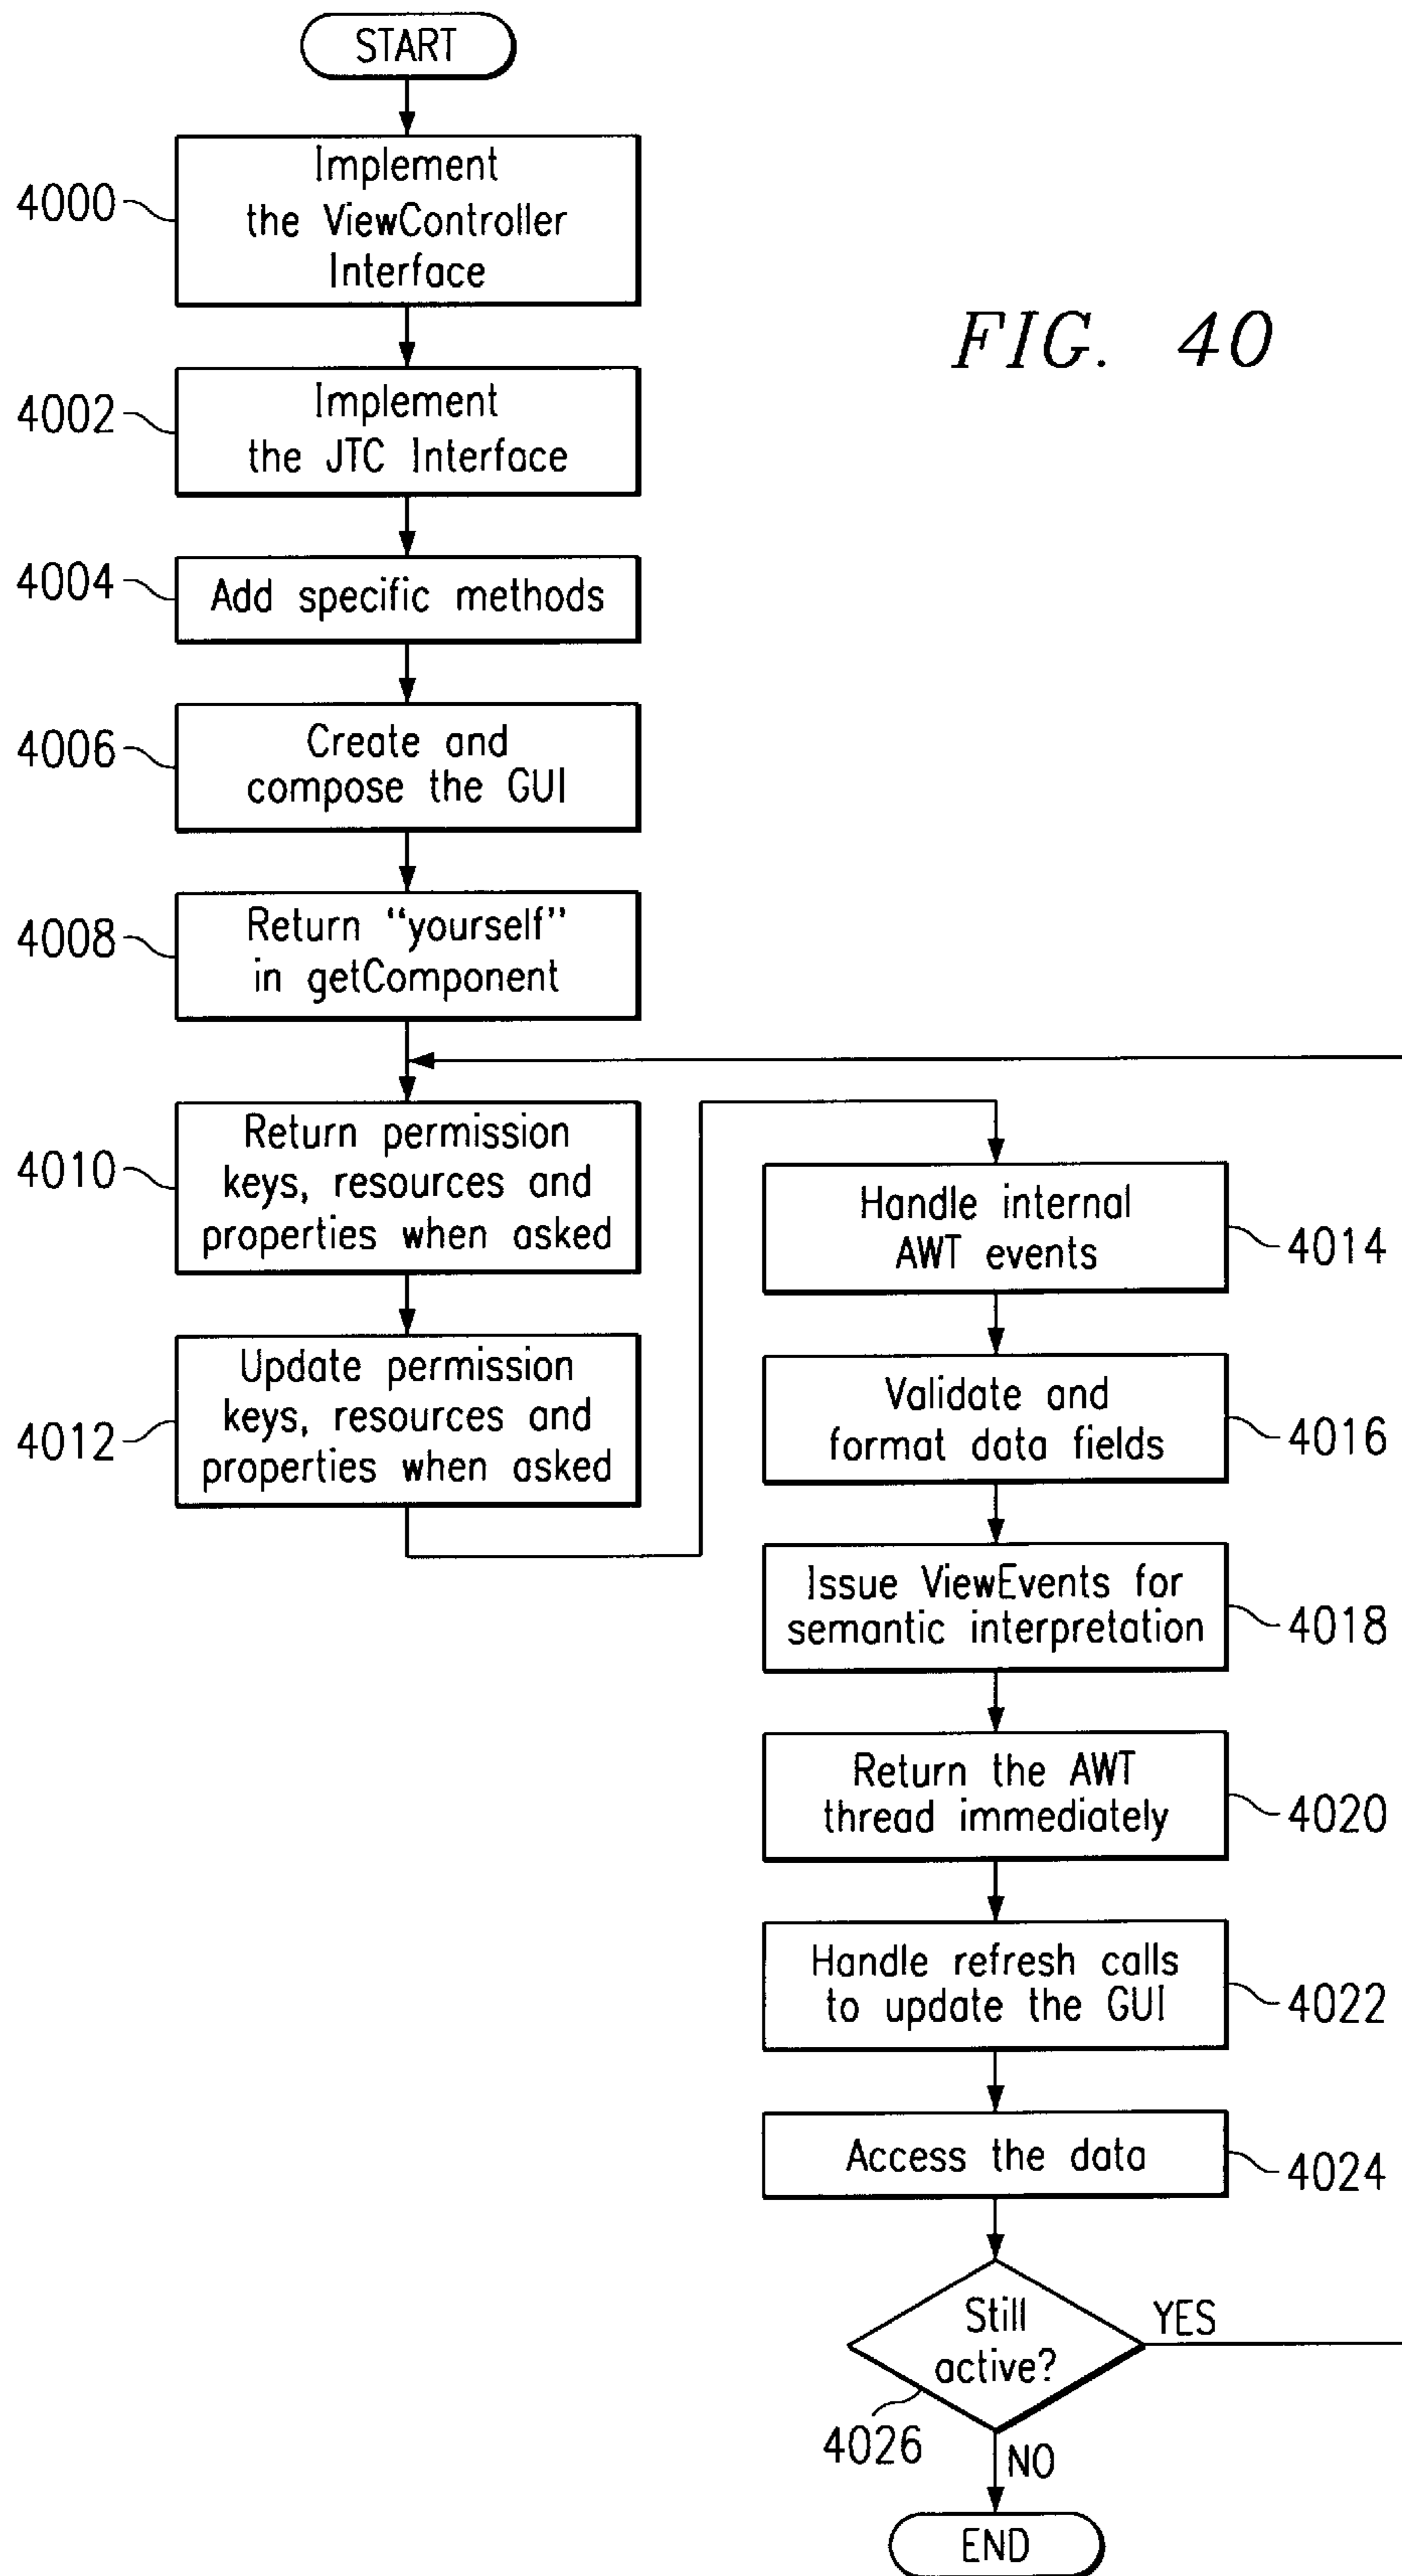 START
4000
Implement
the ViewController
Interface
FIG. 40
4002
Implement
the JTC Interface
4004
Add specific methods
4006
Create and
compose the GUI
4008
Return “yourself”
in getComponent
4010
Return permission
keys, resources and
properties when asked
4012
Update permission
keys, resources and
properties when asked
Handle internal
AWT events
4014
Validate and
format data fields
4016
Issue ViewEvents for
semantic interpretation
4018
Return the AWT
thread immediately
4020
Handle refresh calls
to update the GUI
4022
Access the data
4024
Still
active?
YES
4026
NO
END